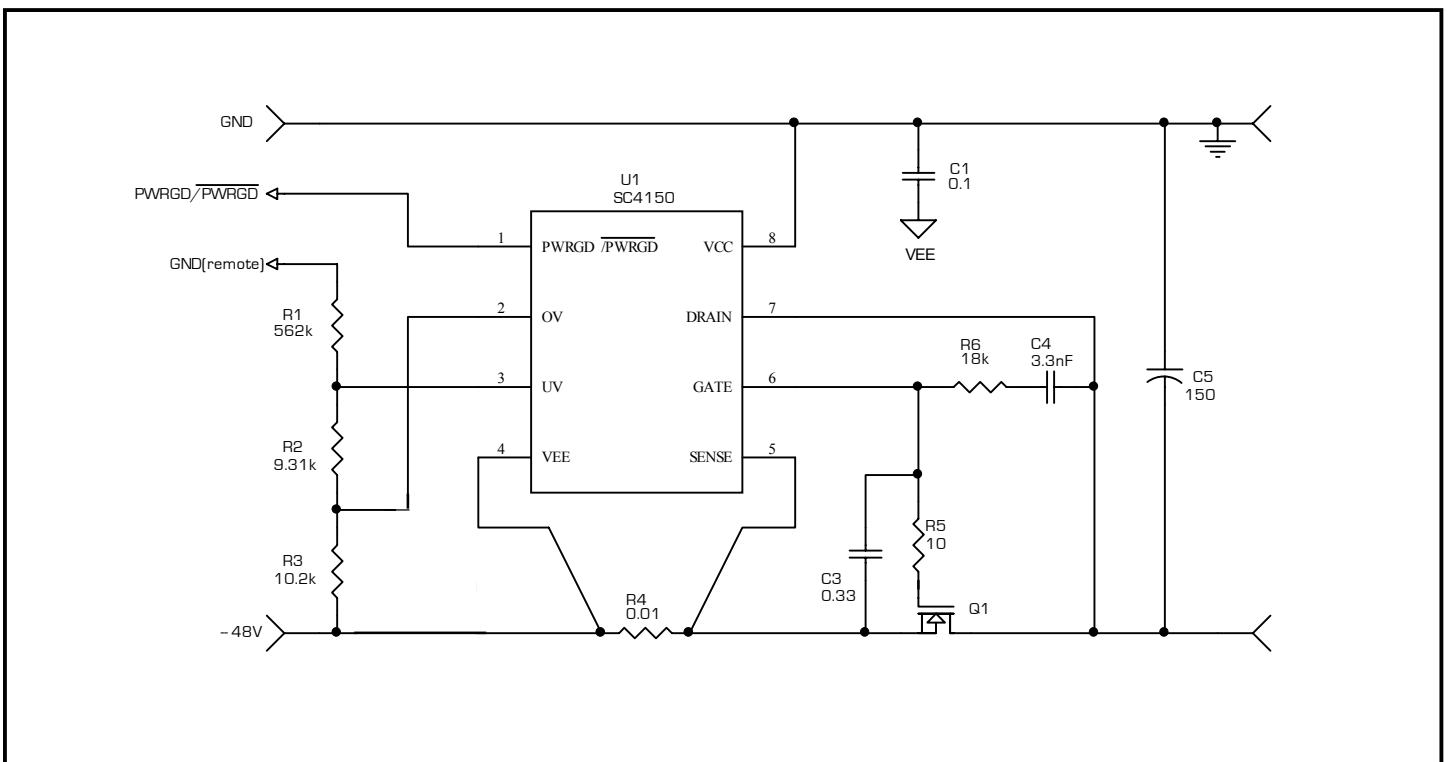 GND
PWRGD/PWRGD
GND(remote)
U1
SC4150
1
PWRGD /PWRGD
VCC
8
2
OV
DRAIN
7
3
UV
GATE
6
4
VEE
SENSE
5
C1
0.1
VEE
R1
562k
R2
9.31k
R3
10.2k
R6
18k
C4
3.3nF
C5
150
R5
10
C3
0.33
R4
0.01
Q1
-48V